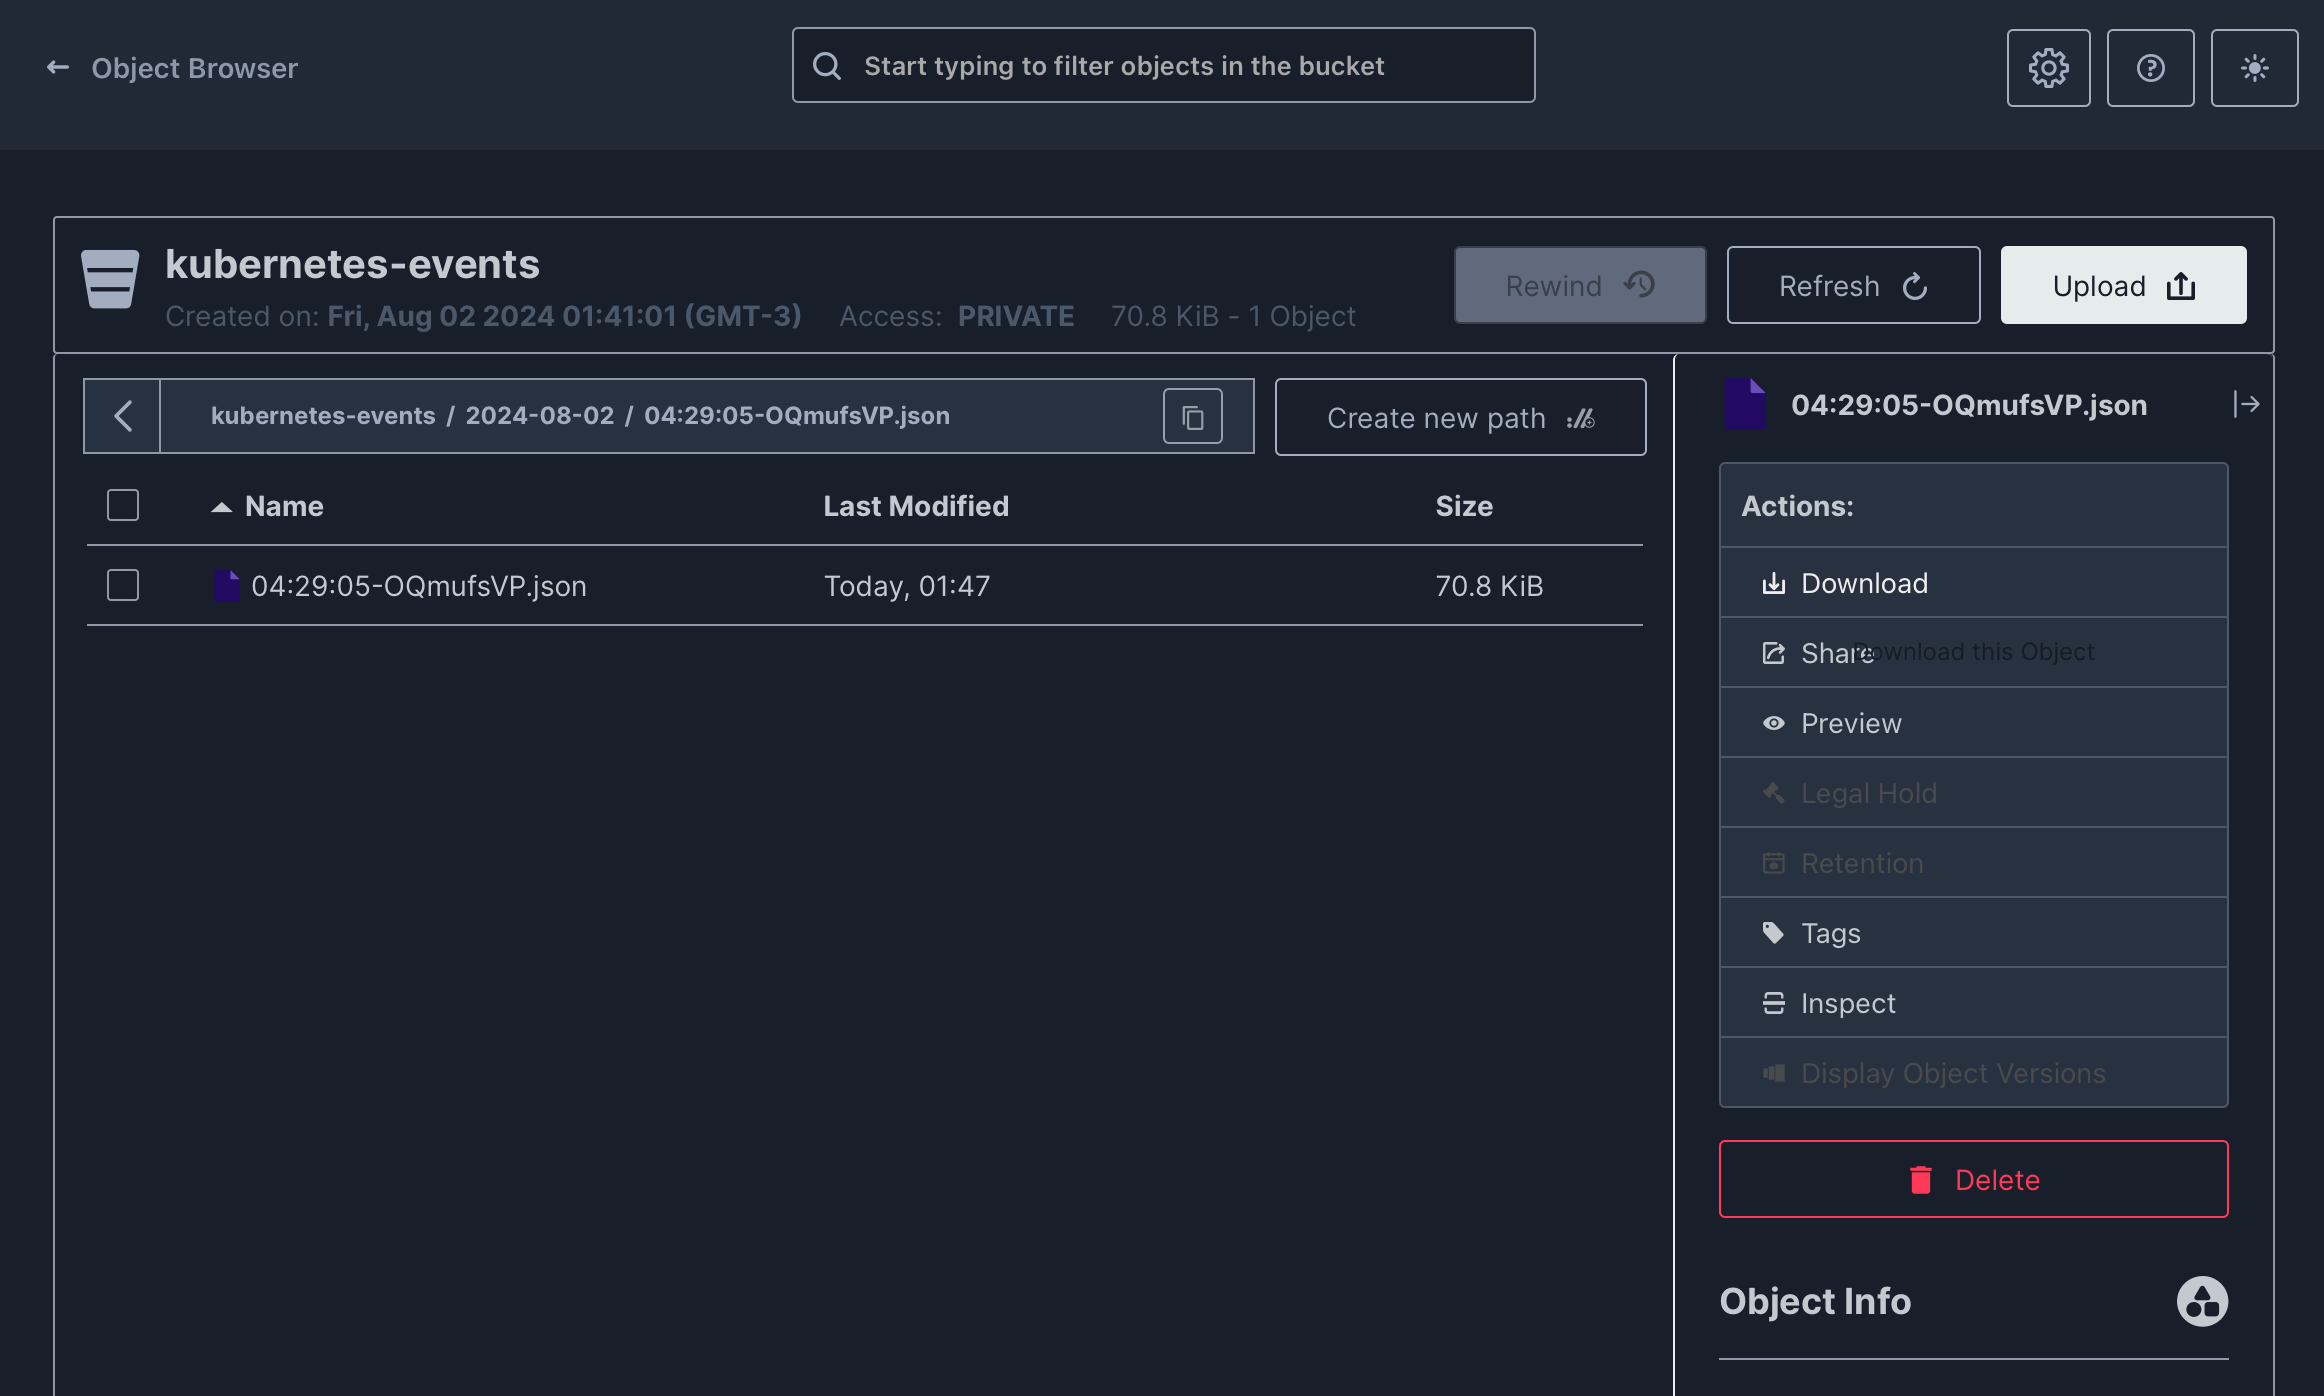 Object Browser
Start typing to filter objects in the bucket
kubernetes-events
Created on: Fri, Aug 02 2024 01:41:01 (GMT-3) Access: PRIVATE 70.8 KiB - 1 Object
Rewind
Refresh
Upload
kubernetes-events / 2024-08-02 / 04:29:05-OQmufsVP.json
Create new path
Name Last Modified Size
04:29:05-OQmufsVP.json Today, 01:47 70.8 KiB
04:29:05-OQmufsVP.json
Actions:
Download
Share
Download this Object
Preview
Legal Hold
Retention
Tags
Inspect
Display Object Versions
Delete
Object Info